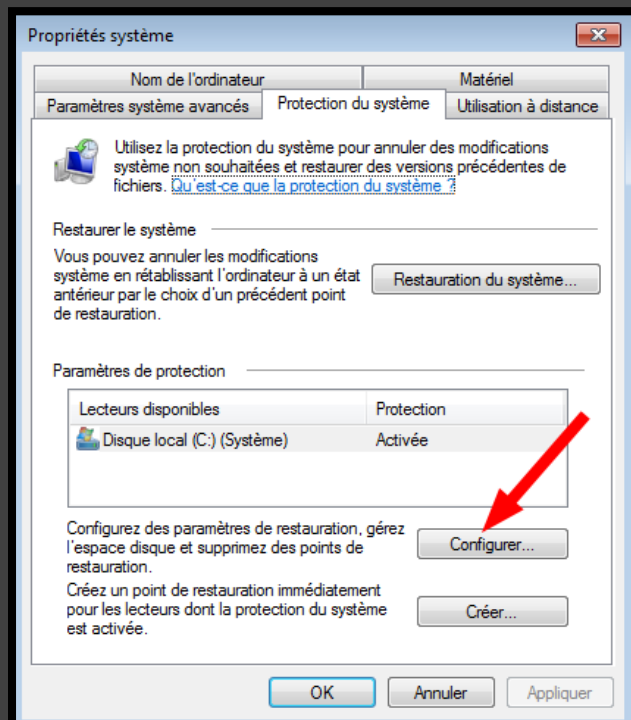 Propriétés système
Nom de l'ordinateur
Matériel
Paramètres système avancés
Protection du système
Utilisation à distance
Utilisez la protection du système pour annuler des modifications
système non souhaitées et restaurer des versions précédentes de
fichiers. Qu'est-ce que la protection du système ?
Restaurer le système
Vous pouvez annuler les modifications
système en rétablissant l'ordinateur à un état
antérieur par le choix d'un précédent point
de restauration.
Restauration du système...
Paramètres de protection
Lecteurs disponibles
Protection
Disque local (C:) (Système)
Activée
Configurez des paramètres de restauration, gérez
l'espace disque et supprimez des points de
restauration.
Configurer...
Créez un point de restauration immédiatement
pour les lecteurs dont la protection du système
est activée.
Créer...
OK
Annuler
Appliquer